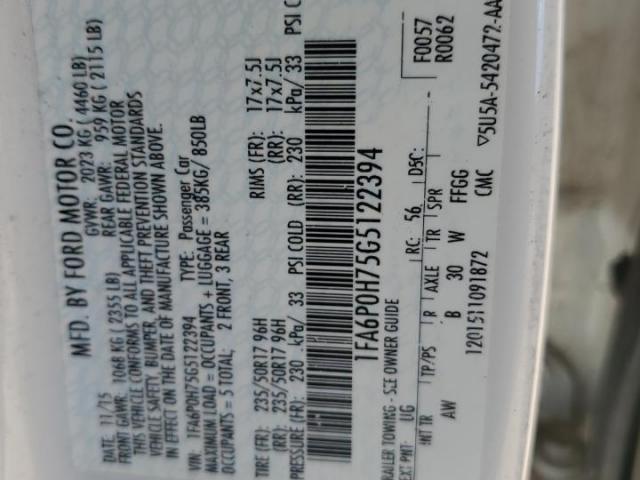 MFD. BY FORD MOTOR CO.
DATE: 11/15 GVWR: 2023 KG ( 4460 LB)
FRONT GAWR: 1068 KG ( 2355 LB) REAR GAWR: 959 KG ( 2115 LB)
THIS VEHICLE CONFORMS TO ALL APPLICABLE FEDERAL MOTOR
VEHICLE SAFETY, BUMPER, AND THEFT PREVENTION STANDARDS
IN EFFECT ON THE DATE OF MANUFACTURE SHOWN ABOVE.
VIN: 1FA6P0H75G5122394 TYPE: Passenger Car
MAXIMUM LOAD = OCCUPANTS + LUGGAGE = 385KG/ 850LB
OCCUPANTS = 5 TOTAL: 2 FRONT, 3 REAR
TIRE (FR): 235/50R17 96H RIMS (FR): 17x7.5J
(RR): 235/50R17 96H (RR): 17x7.5J
PRESSURE (FR): 230 kPa/ 33 PSI COLD (RR): 230 kPa/ 33 PSI
1FA6P0H75G5122394
TOWING - SEE OWNER GUIDE
F0057
R0062
EXT PNT: UG RC: 56 DSC:
INT TR TP/PS R AXLE TR SPR
AW B 30 W FFGG
1201511091872 CMC
▽5U5A-5420472-AA